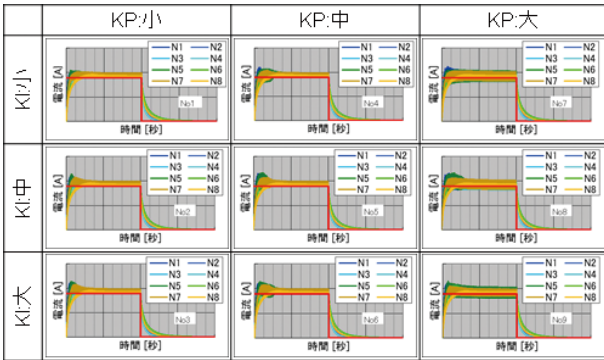 KP:小 KP:中 KP:大
KI:小
電流 [A]
N1 N2
N3 N4
N5 N6
N7 N8
No1
時間 [秒]
電流 [A]
N1 N2
N3 N4
N5 N6
N7 N8
No4
時間 [秒]
電流 [A]
N1 N2
N3 N4
N5 N6
N7 N8
No7
時間 [秒]
KI:中
電流 [A]
N1 N2
N3 N4
N5 N6
N7 N8
No2
時間 [秒]
電流 [A]
N1 N2
N3 N4
N5 N6
N7 N8
No5
時間 [秒]
電流 [A]
N1 N2
N3 N4
N5 N6
N7 N8
No8
時間 [秒]
KI:大
電流 [A]
N1 N2
N3 N4
N5 N6
N7 N8
No3
時間 [秒]
電流 [A]
N1 N2
N3 N4
N5 N6
N7 N8
No6
時間 [秒]
電流 [A]
N1 N2
N3 N4
N5 N6
N7 N8
No9
時間 [秒]